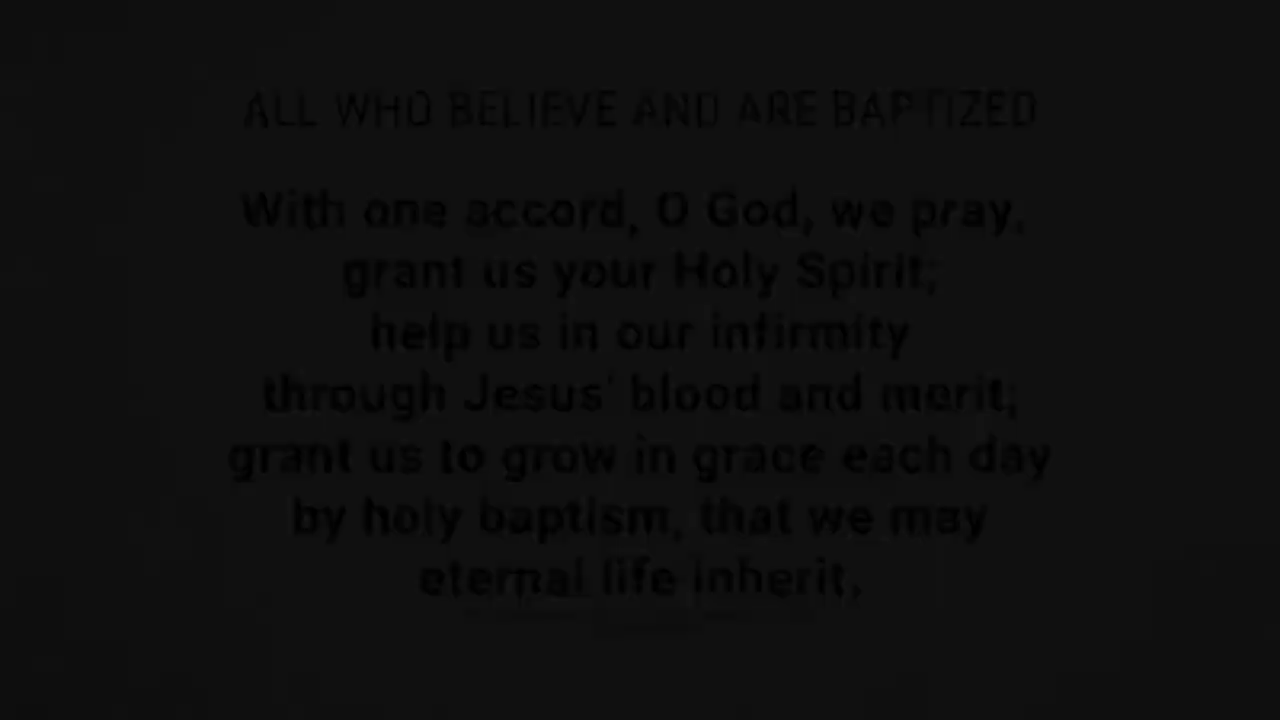 ALL WHO BELIEVE AND ARE BAPTIZED
With one accord, O God, we pray,
grant us your Holy Spirit;
help us in our infirmity
through Jesus' blood and merit;
grant us to grow in grace each day
by holy baptism, that we may
eternal life inherit.